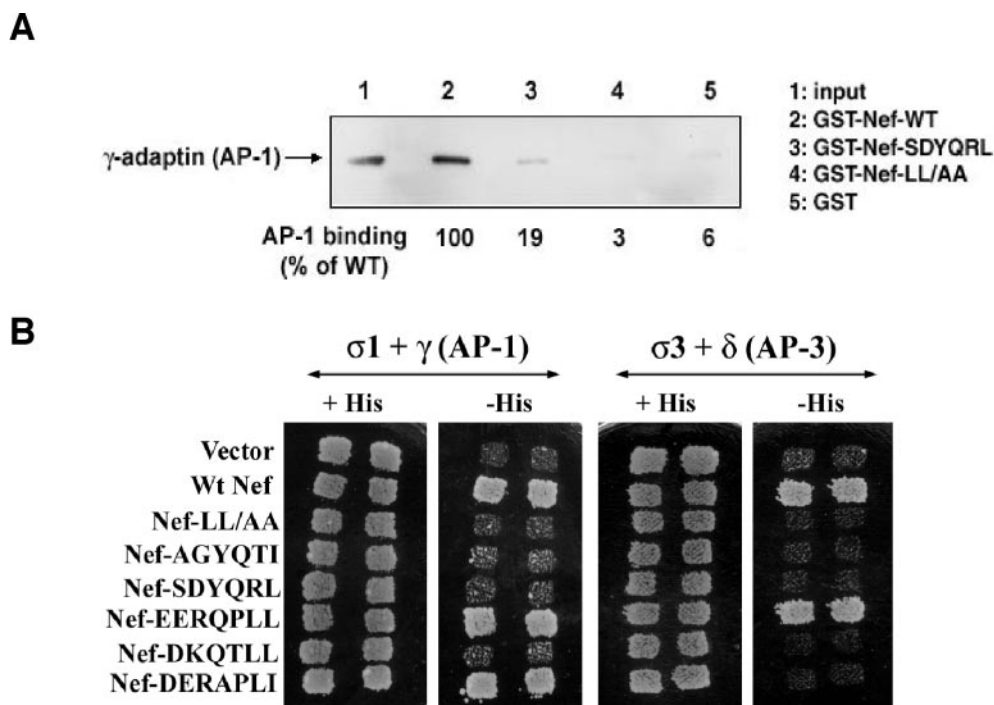 A
1 2 3 4 5
γ-adaptin (AP-1)
AP-1 binding 100 19 3 6
(% of WT)
1: input
2: GST-Nef-WT
3: GST-Nef-SDYQRL
4: GST-Nef-LL/AA
5: GST
B
σ1 + γ (AP-1) σ3 + δ (AP-3)
+ His -His + His -His
Vector
Wt Nef
Nef-LL/AA
Nef-AGYQTI
Nef-SDYQRL
Nef-EERQPLL
Nef-DKQTLL
Nef-DERAPLI